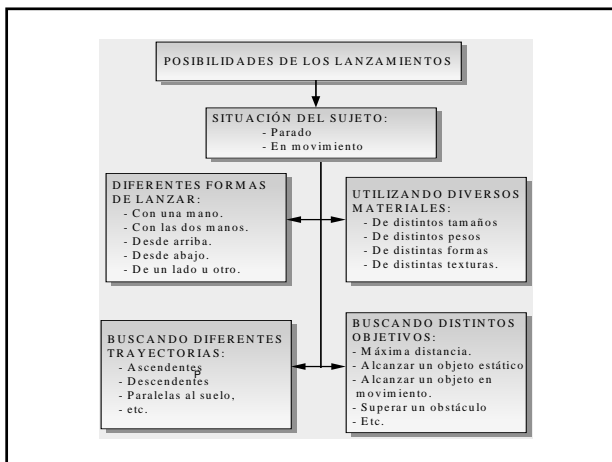 POSIBILIDADES DE LOS LANZAMIENTOS
SITUACIÓN DEL SUJETO:
- Parado
- En movimiento
DIFERENTES FORMAS
DE LANZAR:
- Con una mano.
- Con las dos manos.
- Desde arriba.
- Desde abajo.
- De un lado u otro.
UTILIZANDO DIVERSOS
MATERIALES:
- De distintos tamaños
- De distintos pesos
- De distintas formas
- De distintas texturas.
BUSCANDO DIFERENTES
TRAYECTORIAS:
- Ascendentes
P
- Descendentes
- Paralelas al suelo,
- etc.
BUSCANDO DISTINTOS
OBJETIVOS:
- Máxima distancia.
- Alcanzar un objeto estático
- Alcanzar un objeto en
movimiento.
- Superar un obstáculo
- Etc.